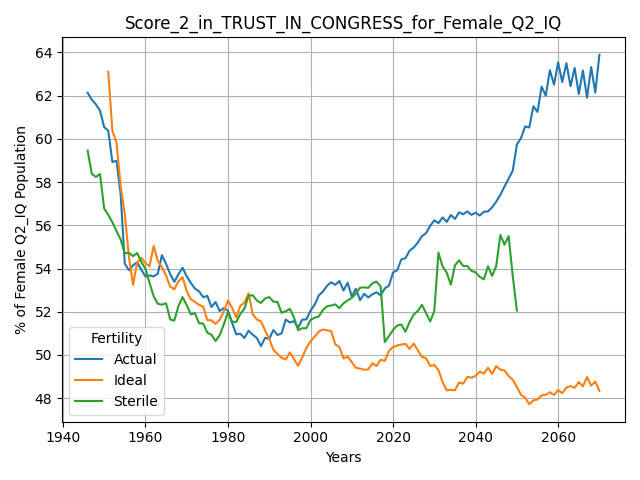 Score_2_in_TRUST_IN_CONGRESS_for_Female_Q2_IQ
% of Female Q2_IQ Population
64
62
60
58
56
54
52
50
48
Fertility
Actual
Ideal
Sterile
1940 1960 1980 2000 2020 2040 2060
Years